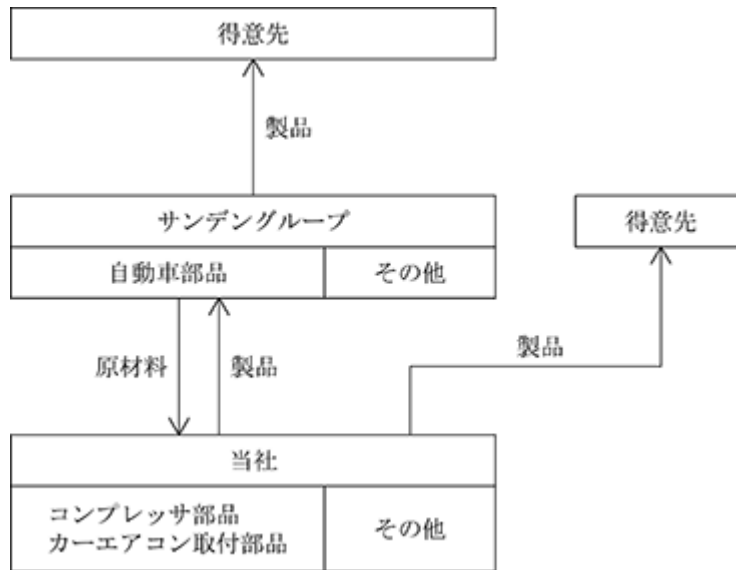 得意先
製品
サンデングループ
得意先
自動車部品
その他
原材料
製品
製品
当社
コンプレッサ部品
カーエアコン取付部品
その他